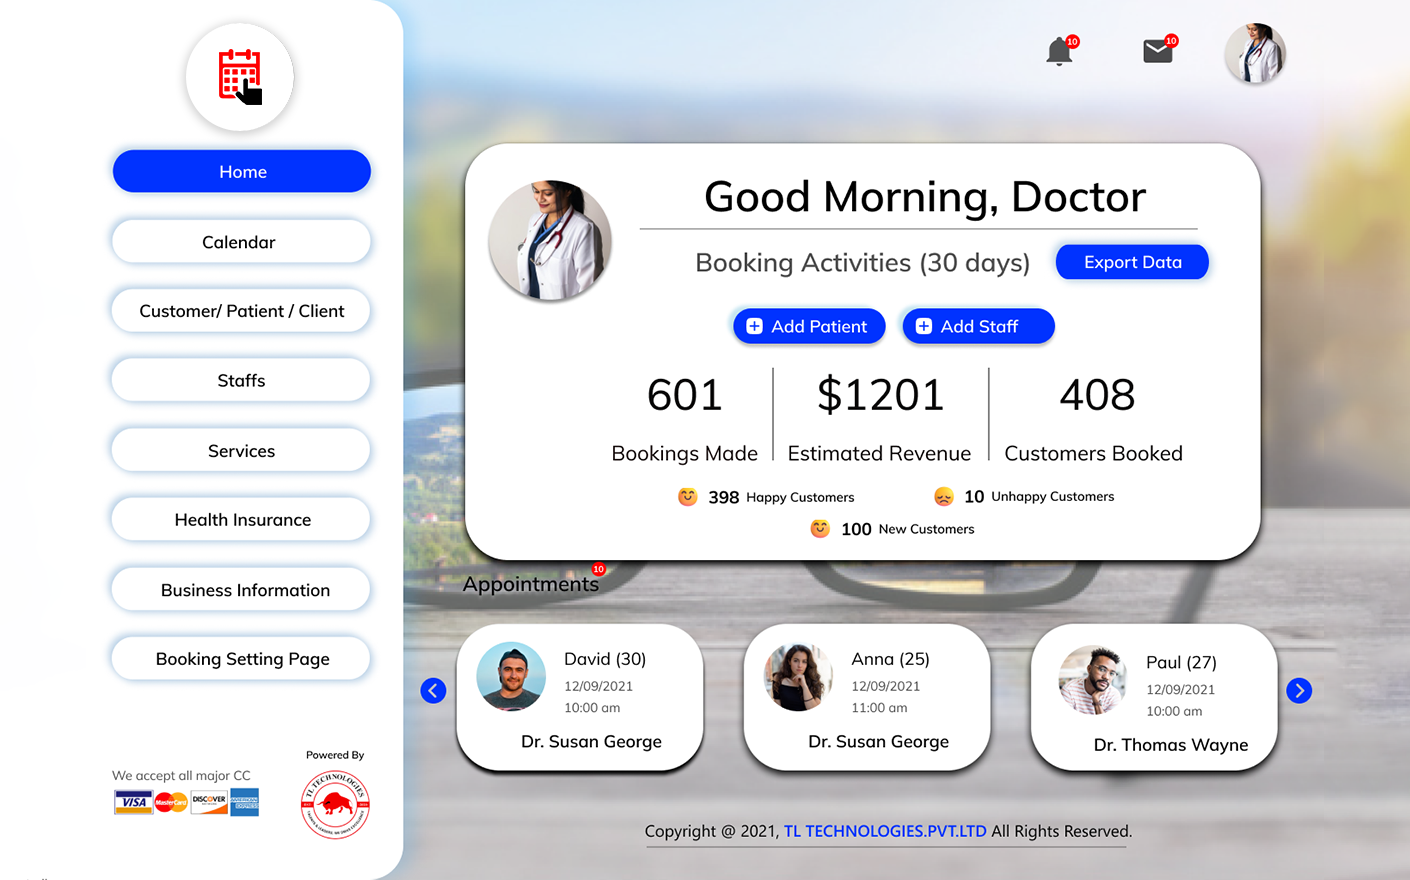 Home
Calendar
Customer/ Patient / Client
Staffs
Services
Health Insurance
Business Information
Booking Setting Page
We accept all major CC
VISA
MasterCard
DISCOVER
AMERICAN EXPRESS
Powered By
TL TECHNOLOGIES
10
10
Good Morning, Doctor
Booking Activities (30 days)
Export Data
Add Patient
Add Staff
601
Bookings Made
$1201
Estimated Revenue
408
Customers Booked
398 Happy Customers
10 Unhappy Customers
100 New Customers
Appointments
10
David (30)
12/09/2021
10:00 am
Dr. Susan George
Anna (25)
12/09/2021
11:00 am
Dr. Susan George
Paul (27)
12/09/2021
10:00 am
Dr. Thomas Wayne
Copyright @ 2021, TL TECHNOLOGIES.PVT.LTD All Rights Reserved.